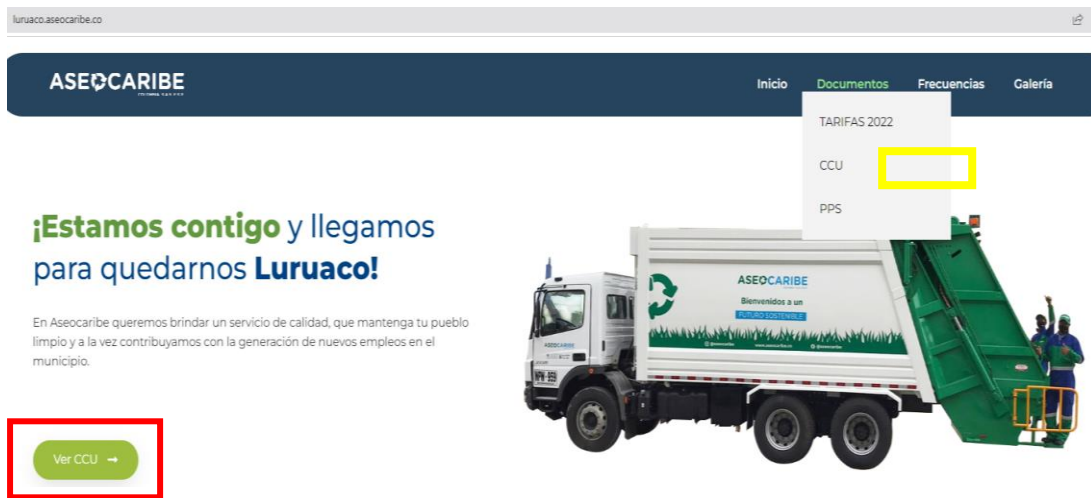 luruaco.aseocaribe.co
ASEOCARIBE
Inicio Documentos Frecuencias Galería
TARIFAS 2022
CCU
PPS
¡Estamos contigo y llegamos
para quedarnos Luruaco!
En Aseocaribe queremos brindar un servicio de calidad, que mantenga tu pueblo
limpio y a la vez contribuyamos con la generación de nuevos empleos en el
municipio.
Ver CCU →
ASEOCARIBE
Bienvenidos a un
FUTURO SOSTENIBLE
ASEOCARIBE